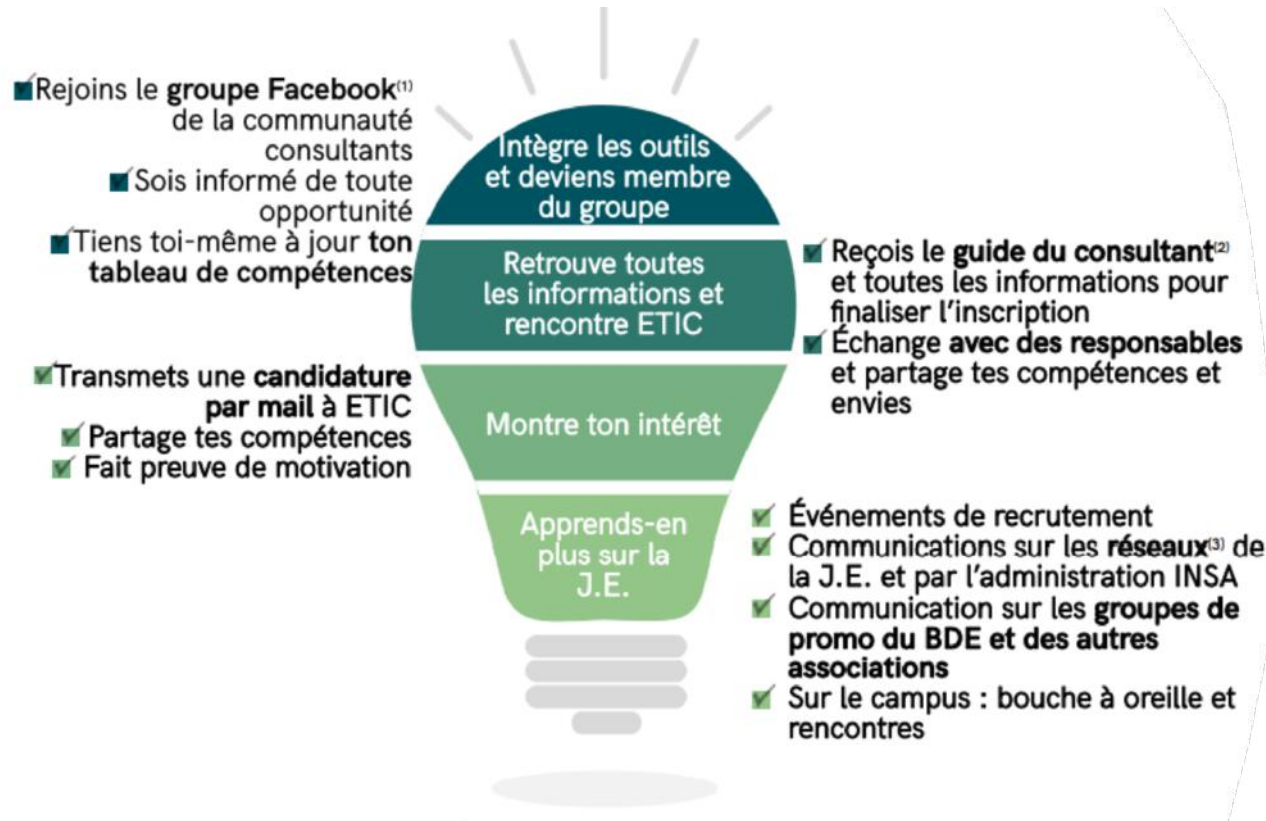 Rejoins le groupe Facebook(1)
de la communauté
consultants
Sois informé de toute
opportunité
Tiens toi-même à jour ton
tableau de compétences
Intègre les outils
et deviens membre
du groupe
Retrouve toutes
les informations et
rencontre ETIC
Reçois le guide du consultant(2)
et toutes les informations pour
finaliser l'inscription
Échange avec des responsables
et partage tes compétences et
envies
Transmets une candidature
par mail à ETIC
Partage tes compétences
Fait preuve de motivation
Montre ton intérêt
Apprends-en
plus sur la
J.E.
Événements de recrutement
Communications sur les réseaux(3) de
la J.E. et par l'administration INSA
Communication sur les groupes de
promo du BDE et des autres
associations
Sur le campus : bouche à oreille et
rencontres